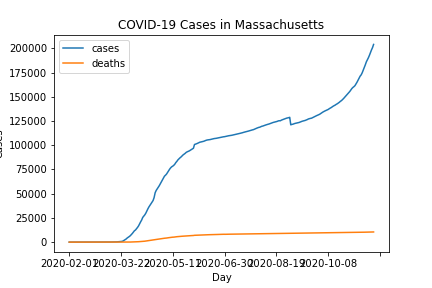 COVID-19 Cases in Massachusetts
cases
deaths
200000
175000
150000
125000
100000
75000
50000
25000
0
cases
2020-02-01 2020-03-22 2020-05-11 2020-06-30 2020-08-19 2020-10-08
Day